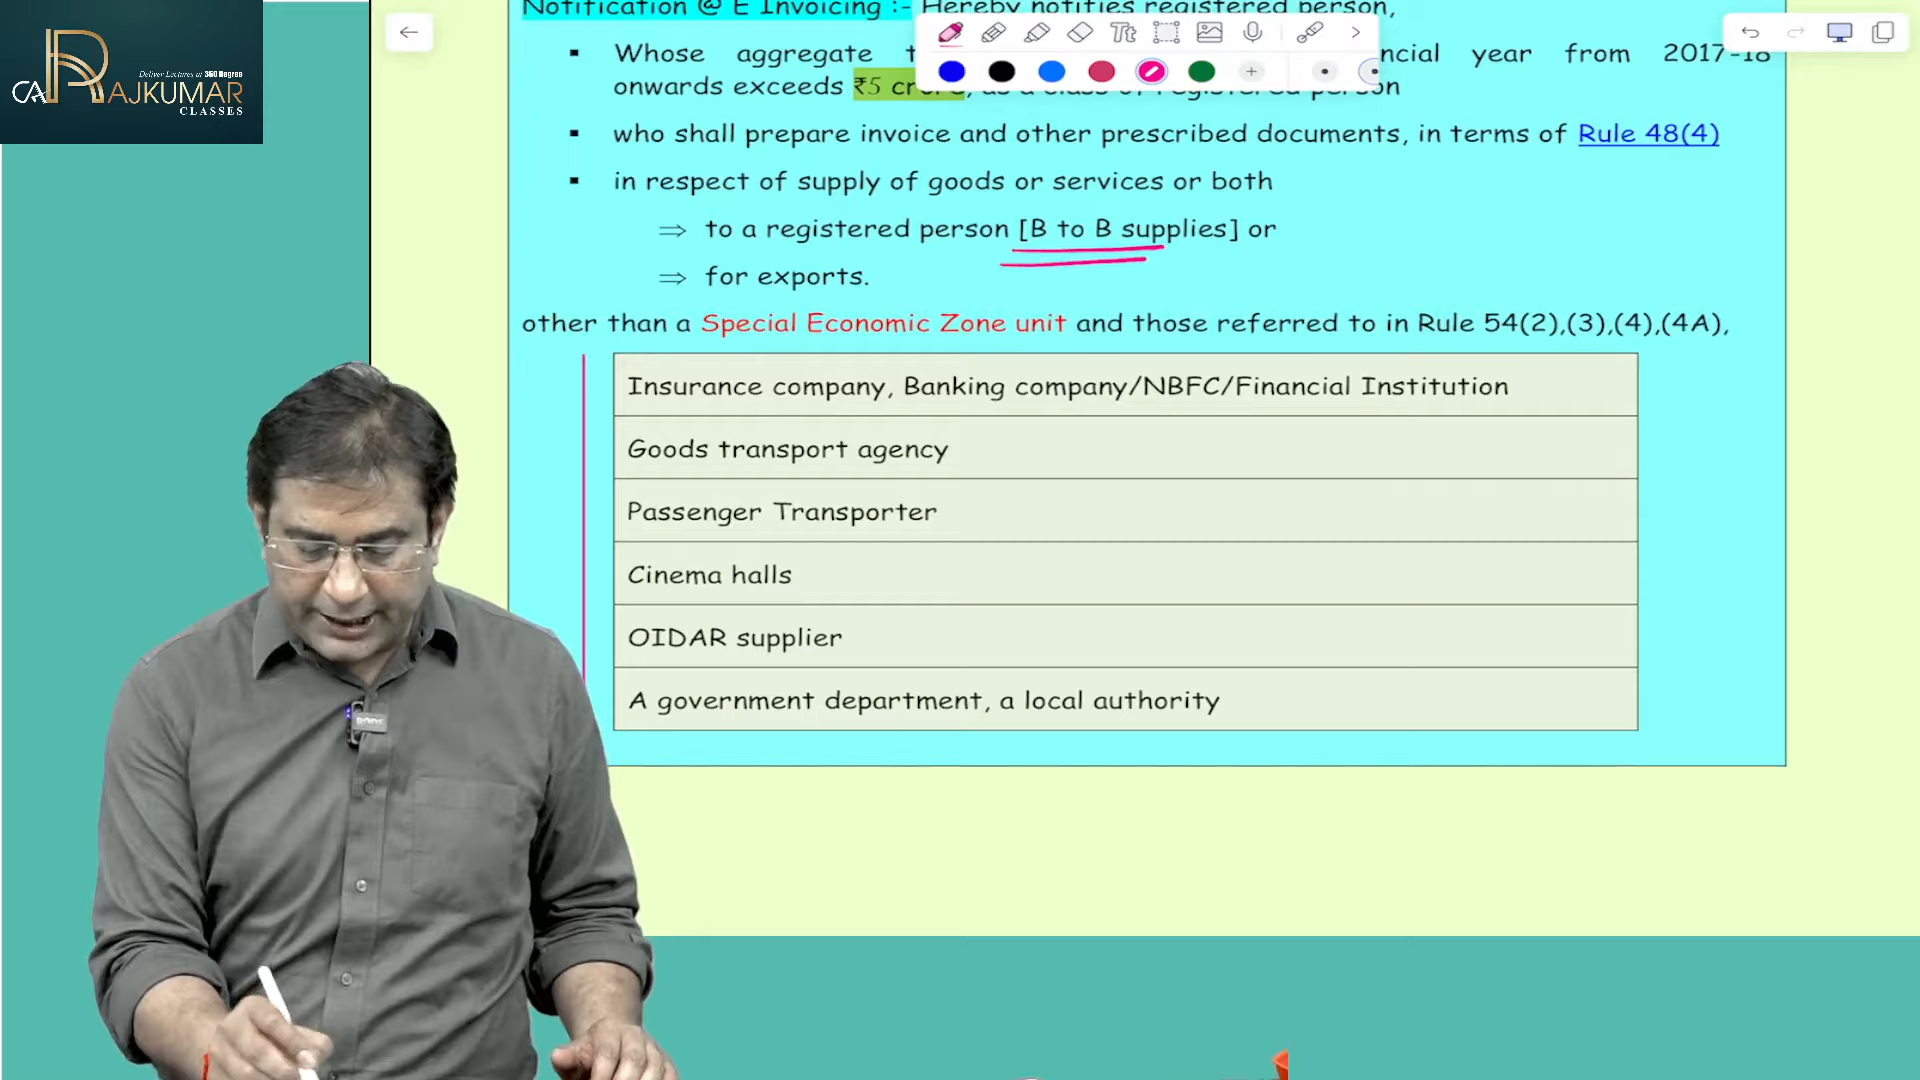 Deliver Lectures at 360 Degree
CA RAJKUMAR
CLASSES
Notification @ E Invoicing :- Hereby notifies registered person,
▪ Whose aggregate year from 2017-18
onwards exceeds ₹5 person
▪ who shall prepare invoice and other prescribed documents, in terms of Rule 48(4)
▪ in respect of supply of goods or services or both
⇒ to a registered person [B to B supplies] or
⇒ for exports.
other than a Special Economic Zone unit and those referred to in Rule 54(2),(3),(4),(4A),
Insurance company, Banking company/NBFC/Financial Institution
Goods transport agency
Passenger Transporter
Cinema halls
OIDAR supplier
A government department, a local authority
Tt